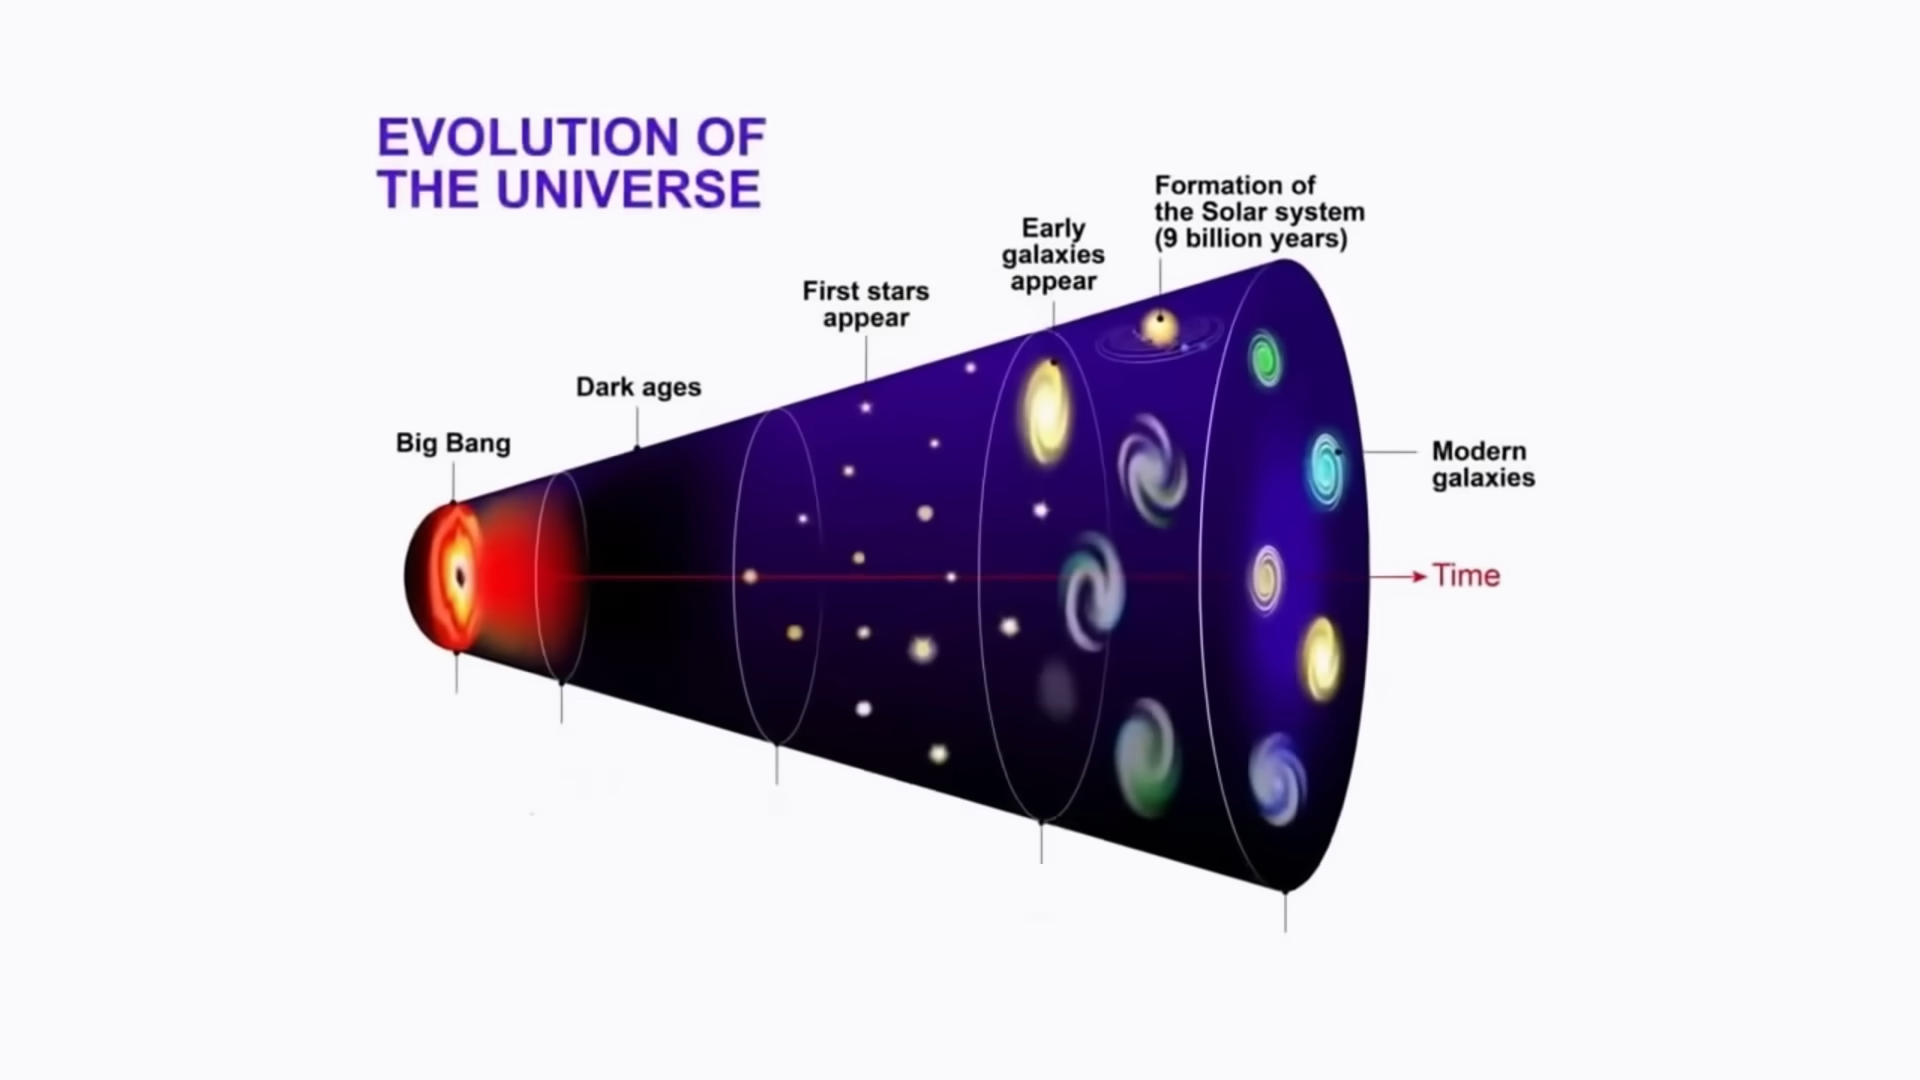 EVOLUTION OF
THE UNIVERSE
Formation of
the Solar system
(9 billion years)
Early
galaxies
appear
First stars
appear
Dark ages
Big Bang
Modern
galaxies
Time